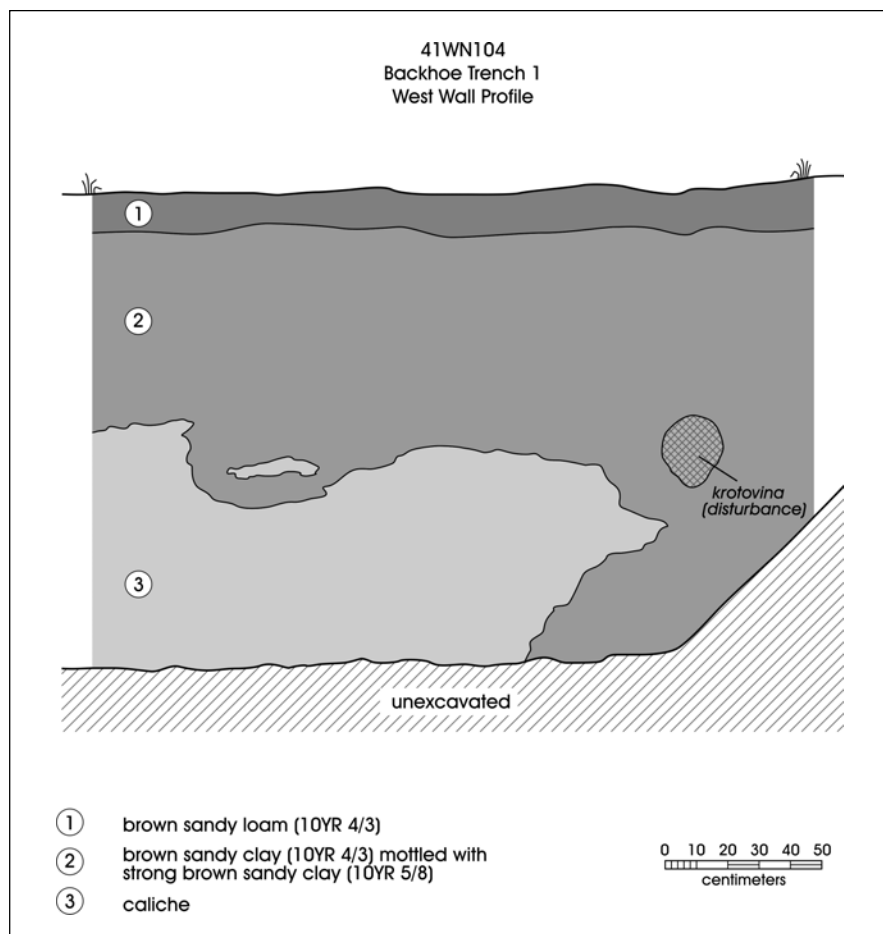 41WN104
Backhoe Trench 1
West Wall Profile
1
2
krotovina
(disturbance)
3
unexcavated
1 brown sandy loam (10YR 4/3)
2 brown sandy clay (10YR 4/3) mottled with
strong brown sandy clay (10YR 5/8)
3 caliche
0 10 20 30 40 50
centimeters